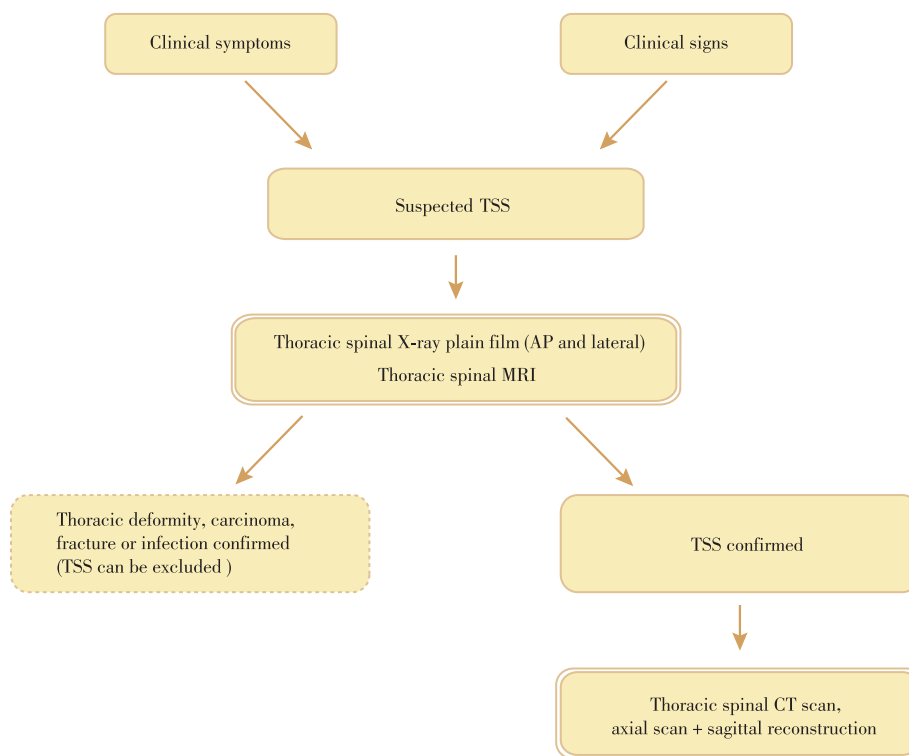 Clinical symptoms
Clinical signs
Suspected TSS
Thoracic spinal X-ray plain film (AP and lateral)
Thoracic spinal MRI
Thoracic deformity, carcinoma,
fracture or infection confirmed
(TSS can be excluded )
TSS confirmed
Thoracic spinal CT scan,
axial scan + sagittal reconstruction